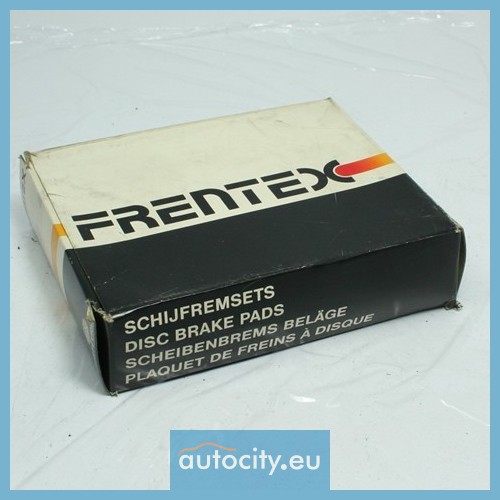 FRENTEX
SCHIJFREMSETS
DISC BRAKE PADS
SCHEIBENBREMS BELÄGE
PLAQUET DE FREINS À DISQUE
autocity.eu